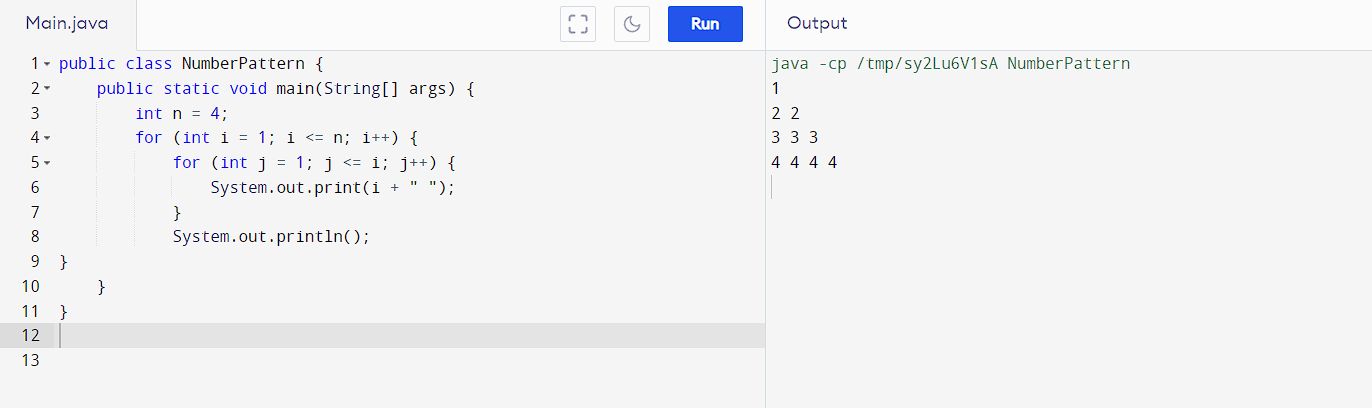 Main.java
Run
Output
1 public class NumberPattern {
2 public static void main(String[] args) {
3 int n = 4;
4 for (int i = 1; i <= n; i++) {
5 for (int j = 1; j <= i; j++) {
6 System.out.print(i + " ");
7 }
8 System.out.println();
9 }
10 }
11 }
12
13
java -cp /tmp/sy2Lu6V1sA NumberPattern
1
2 2
3 3 3
4 4 4 4